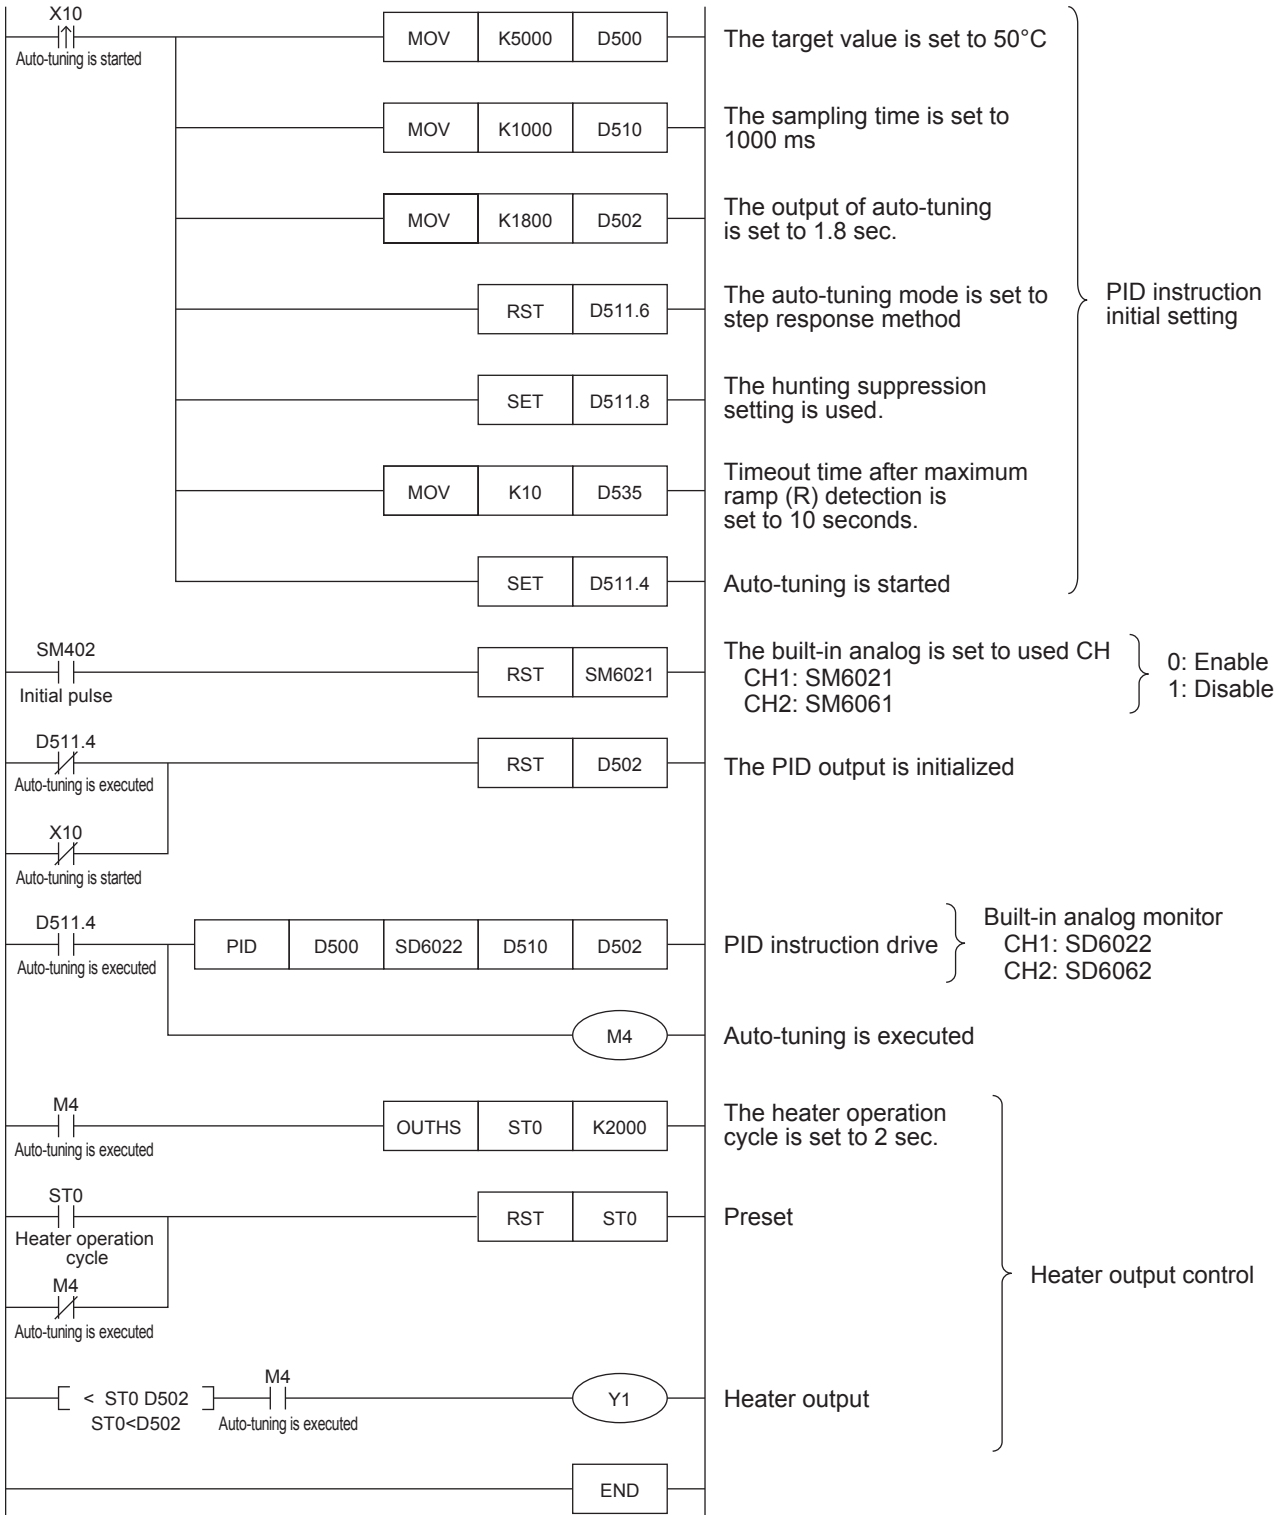 X10
Auto-tuning is started
MOV K5000 D500
The target value is set to 50°C
MOV K1000 D510
The sampling time is set to
1000 ms
MOV K1800 D502
The output of auto-tuning
is set to 1.8 sec.
RST D511.6
The auto-tuning mode is set to
step response method
PID instruction
initial setting
SET D511.8
The hunting suppression
setting is used.
MOV K10 D535
Timeout time after maximum
ramp (R) detection is
set to 10 seconds.
SET D511.4
Auto-tuning is started
SM402
Initial pulse
RST SM6021
The built-in analog is set to used CH
CH1: SM6021
CH2: SM6061
0: Enable
1: Disable
D511.4
Auto-tuning is executed
RST D502
The PID output is initialized
X10
Auto-tuning is started
D511.4
Auto-tuning is executed
PID D500 SD6022 D510 D502
PID instruction drive
Built-in analog monitor
CH1: SD6022
CH2: SD6062
M4
Auto-tuning is executed
M4
Auto-tuning is executed
OUTHS ST0 K2000
The heater operation
cycle is set to 2 sec.
ST0
Heater operation
cycle
RST ST0
Preset
M4
Auto-tuning is executed
Heater output control
< ST0 D502
ST0<D502
M4
Auto-tuning is executed
Y1
Heater output
END